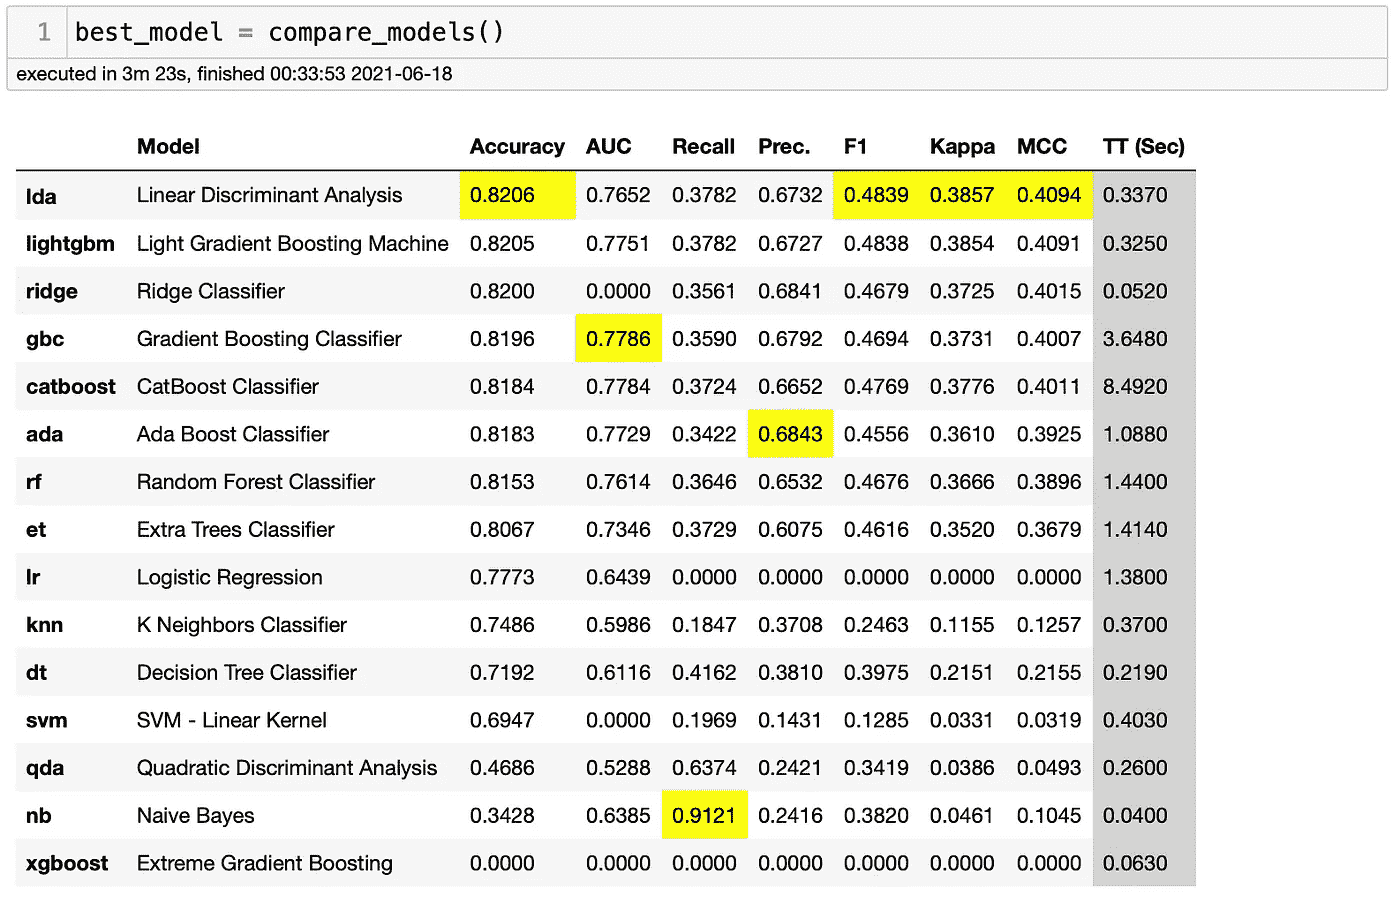 1 best_model = compare_models()
executed in 3m 23s, finished 00:33:53 2021-06-18
Model Accuracy AUC Recall Prec. F1 Kappa MCC TT (Sec)
lda Linear Discriminant Analysis 0.8206 0.7652 0.3782 0.6732 0.4839 0.3857 0.4094 0.3370
lightgbm Light Gradient Boosting Machine 0.8205 0.7751 0.3782 0.6727 0.4838 0.3854 0.4091 0.3250
ridge Ridge Classifier 0.8200 0.0000 0.3561 0.6841 0.4679 0.3725 0.4015 0.0520
gbc Gradient Boosting Classifier 0.8196 0.7786 0.3590 0.6792 0.4694 0.3731 0.4007 3.6480
catboost CatBoost Classifier 0.8184 0.7784 0.3724 0.6652 0.4769 0.3776 0.4011 8.4920
ada Ada Boost Classifier 0.8183 0.7729 0.3422 0.6843 0.4556 0.3610 0.3925 1.0880
rf Random Forest Classifier 0.8153 0.7614 0.3646 0.6532 0.4676 0.3666 0.3896 1.4400
et Extra Trees Classifier 0.8067 0.7346 0.3729 0.6075 0.4616 0.3520 0.3679 1.4140
lr Logistic Regression 0.7773 0.6439 0.0000 0.0000 0.0000 0.0000 0.0000 1.3800
knn K Neighbors Classifier 0.7486 0.5986 0.1847 0.3708 0.2463 0.1155 0.1257 0.3700
dt Decision Tree Classifier 0.7192 0.6116 0.4162 0.3810 0.3975 0.2151 0.2155 0.2190
svm SVM - Linear Kernel 0.6947 0.0000 0.1969 0.1431 0.1285 0.0331 0.0319 0.4030
qda Quadratic Discriminant Analysis 0.4686 0.5288 0.6374 0.2421 0.3419 0.0386 0.0493 0.2600
nb Naive Bayes 0.3428 0.6385 0.9121 0.2416 0.3820 0.0461 0.1045 0.0400
xgboost Extreme Gradient Boosting 0.0000 0.0000 0.0000 0.0000 0.0000 0.0000 0.0000 0.0630